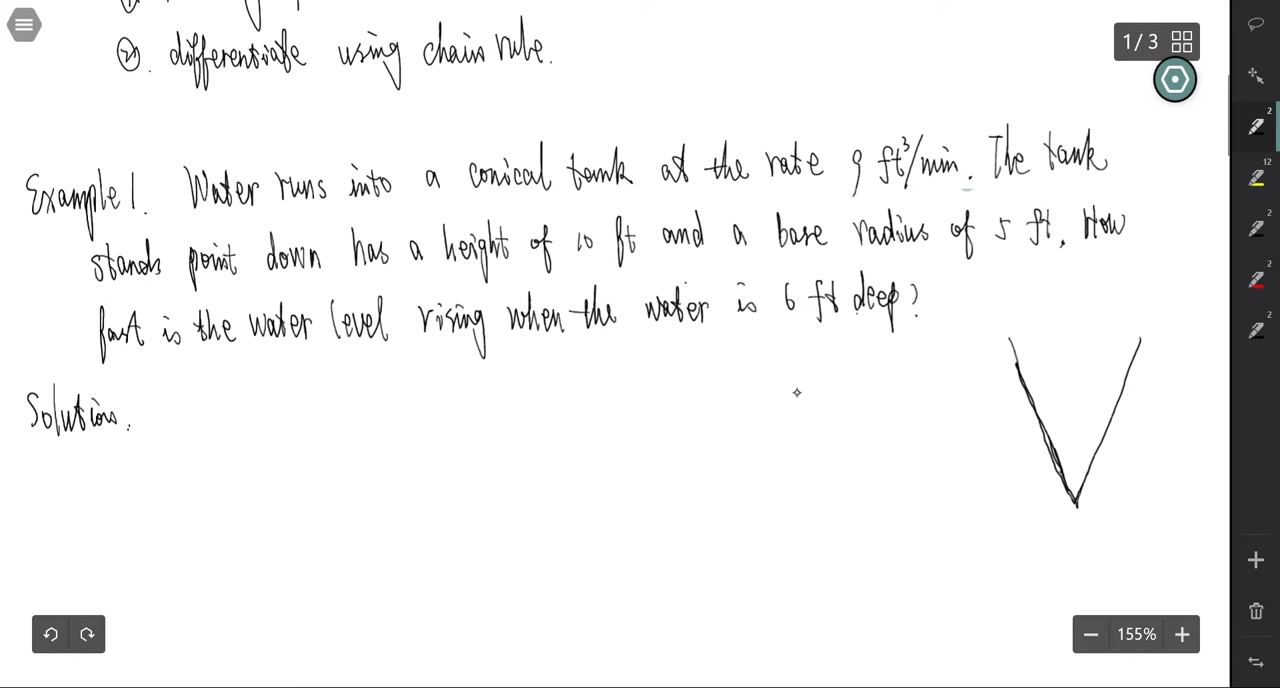 ②. differentiate using chain rule.
1 / 3
Example 1. Water runs into a conical tank at the rate 9 ft³/min. The tank
stands point down has a height of 10 ft and a base radius of 5 ft. How
fast is the water level rising when the water is 6 ft deep?
Solution.
155%